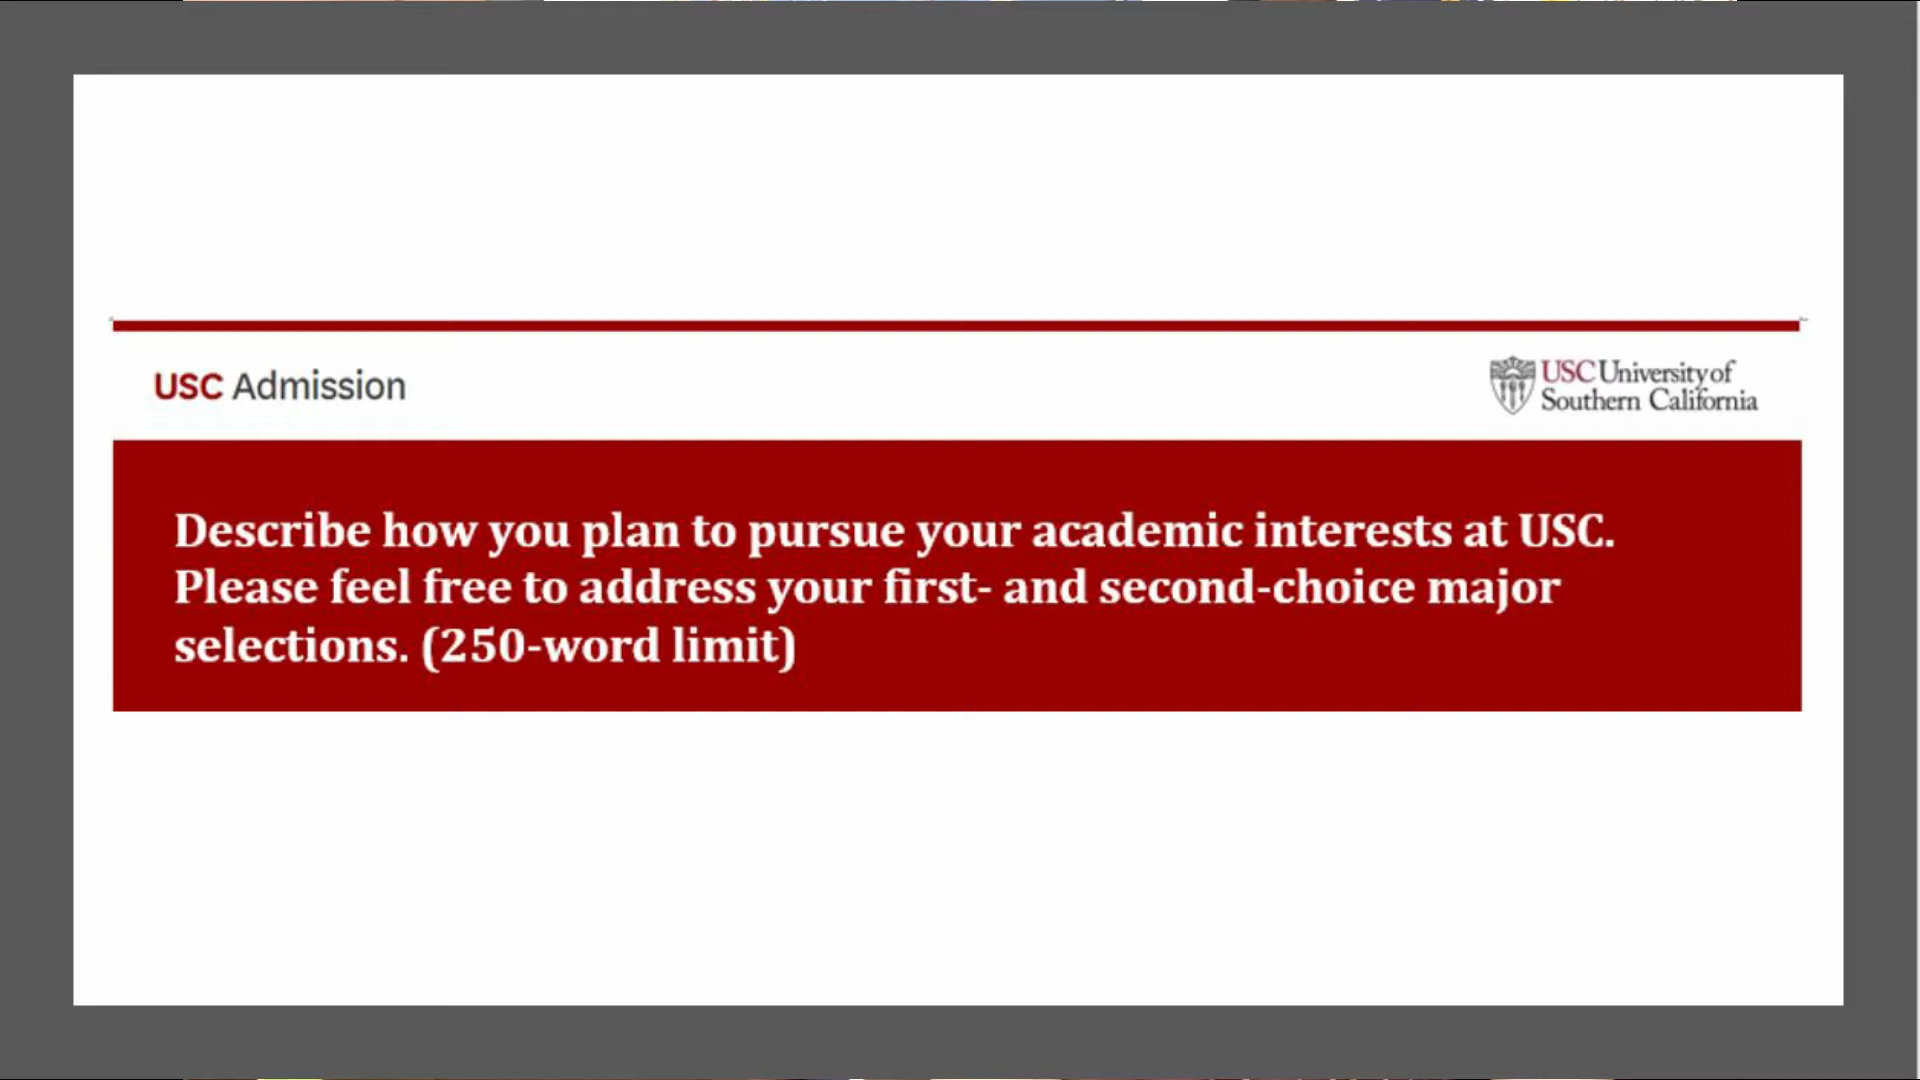 USC Admission
USC University of
Southern California
Describe how you plan to pursue your academic interests at USC.
Please feel free to address your first- and second-choice major
selections. (250-word limit)